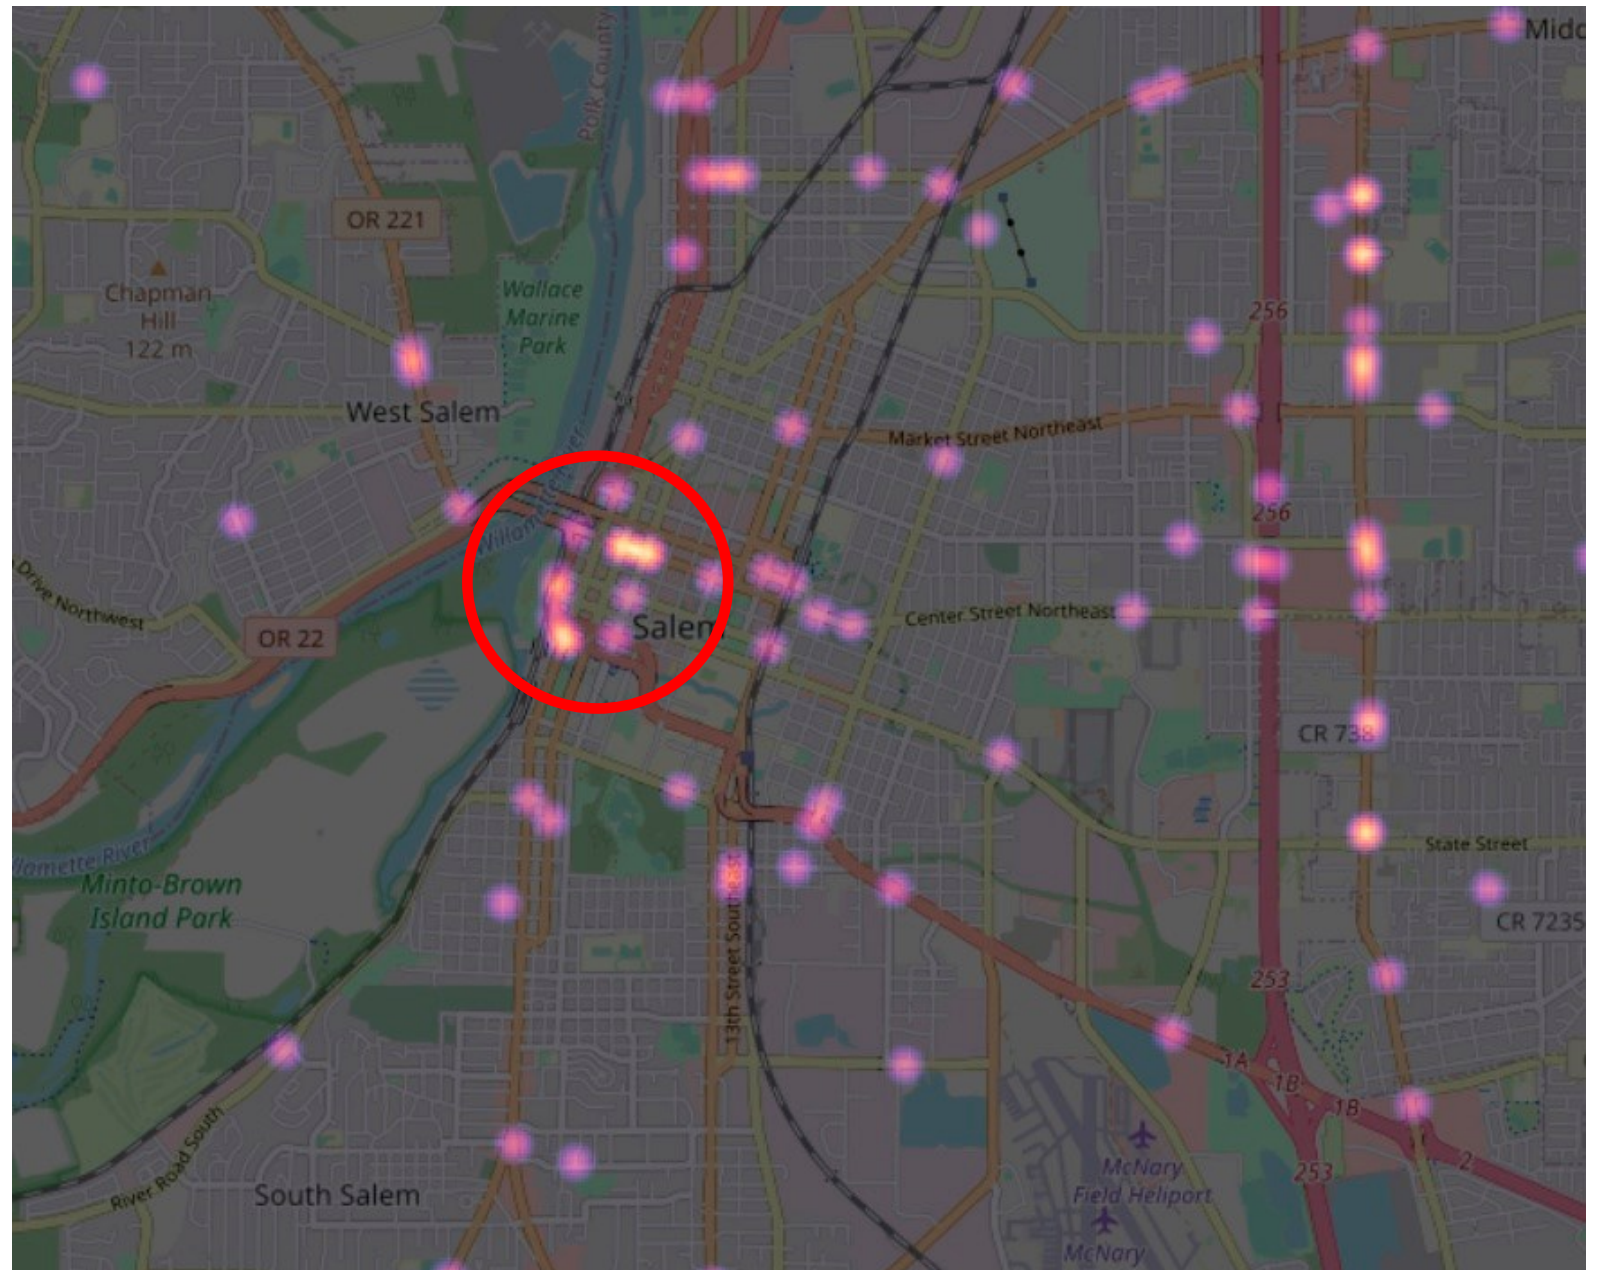 Midd
Polk County
OR 221
Wallace
Marine
Park
Chapman
Hill
122 m
256
West Salem
Market Street Northeast
256
Willamette River
Drive Northwest
OR 22
Salem
Center Street Northeast
CR 738
State Street
Willamette River
Minto-Brown
Island Park
CR 7235
13th Street Southeast
253
1A
1B
1B
2
253
River Road South
South Salem
McNary
Field Heliport
McNary